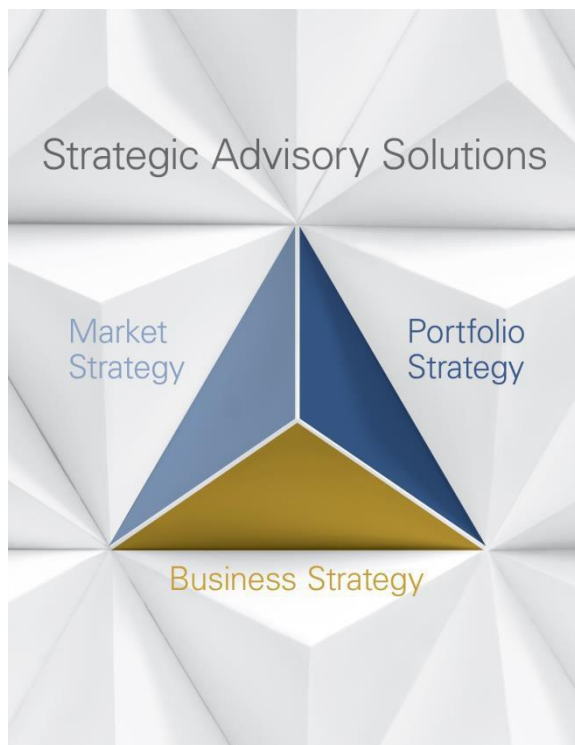 Strategic Advisory Solutions
Market
Strategy
Portfolio
Strategy
Business Strategy